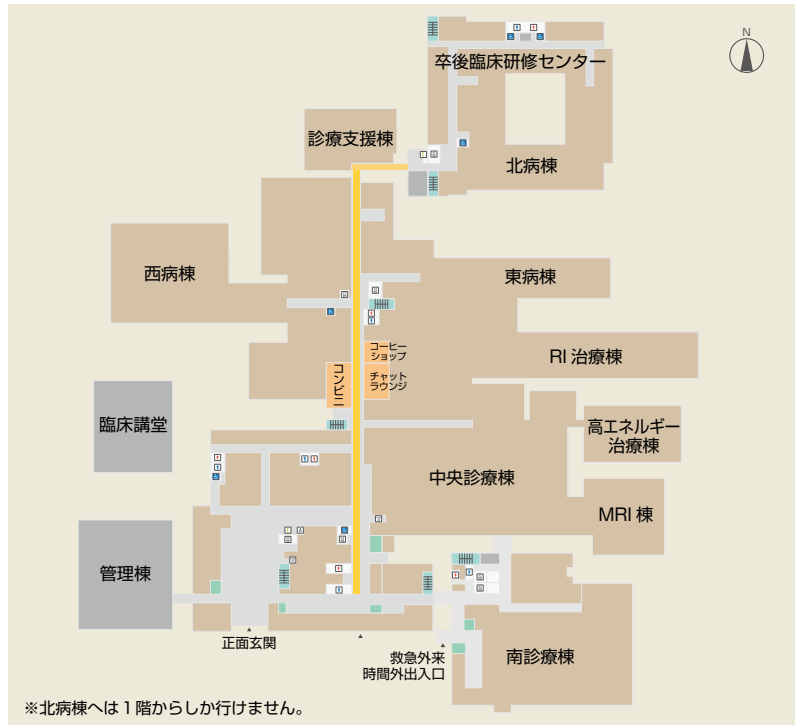 N
卒後臨床研修センター
診療支援棟
北病棟
西病棟
東病棟
コーヒー
ショップ
RI 治療棟
コンビニ
チャット
ラウンジ
臨床講堂
高エネルギー
治療棟
中央診療棟
MRI 棟
管理棟
正面玄関
救急外来
時間外出入口
南診療棟
※北病棟へは１階からしか行けません。